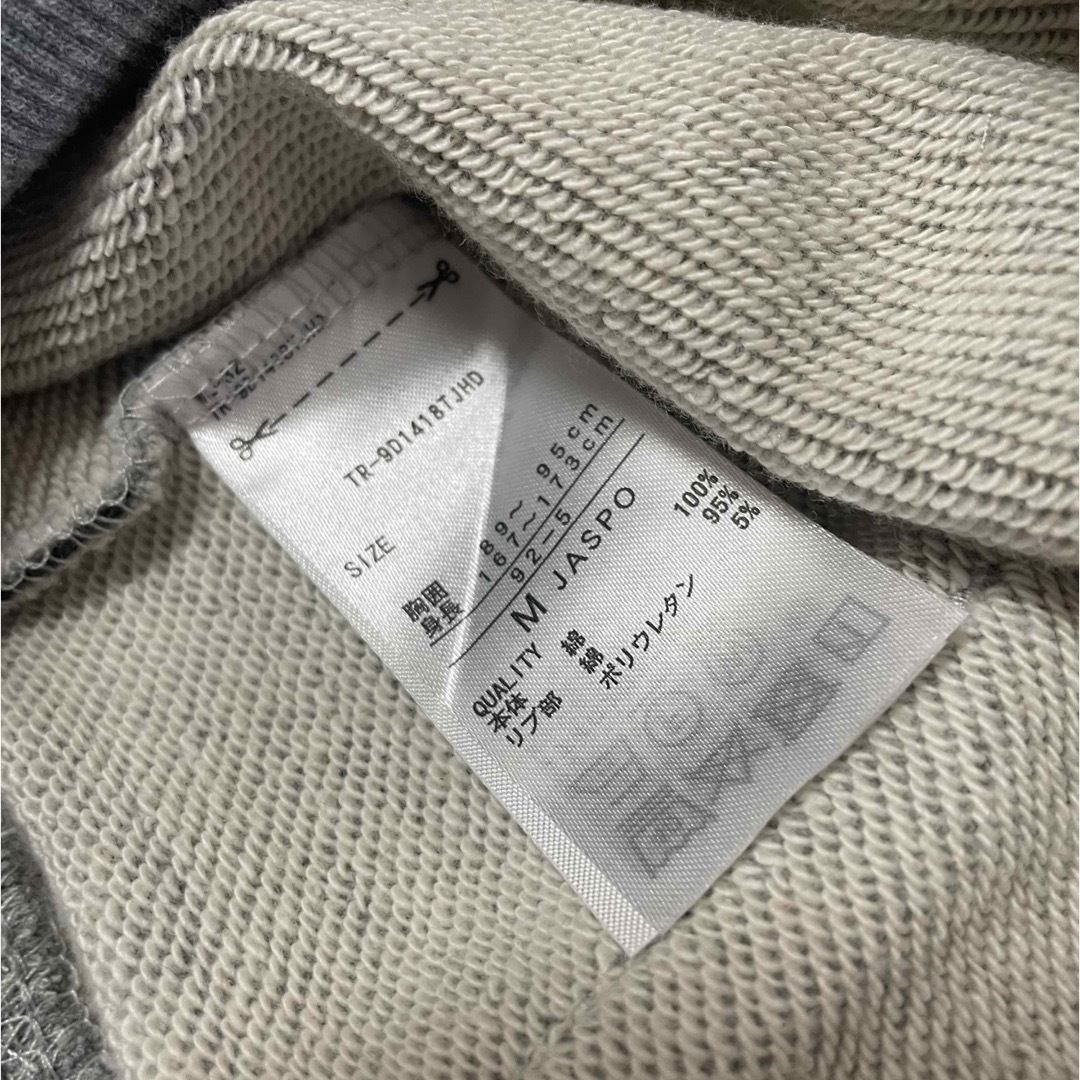 TR-9D1418TJHD
SIZE
胸囲 89〜 95cm
身長 167〜173cm
92-5
M JASPO
QUALITY
本体 綿 100%
リブ部 綿 95%
ポリウレタン 5%